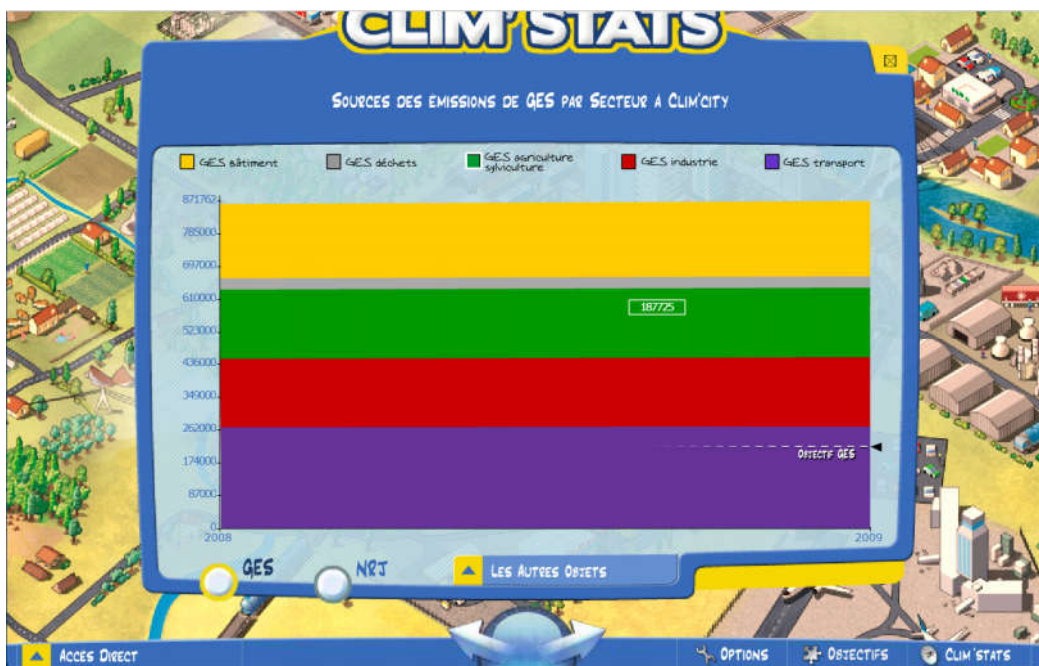 CLIM'STATS
SOURCES DES ÉMISSIONS DE GES PAR SECTEUR À CLIM'CITY
GES bâtiment
GES déchets
GES agriculture
sylviculture
GES industrie
GES transport
871762
785000
697000
610000
523000
436000
349000
262000
174000
87000
0
187725
OBJECTIF GES
2008
2009
GES
NRJ
LES AUTRES OBJETS
ACCES DIRECT
OPTIONS
OBJECTIFS
CLIM'STATS